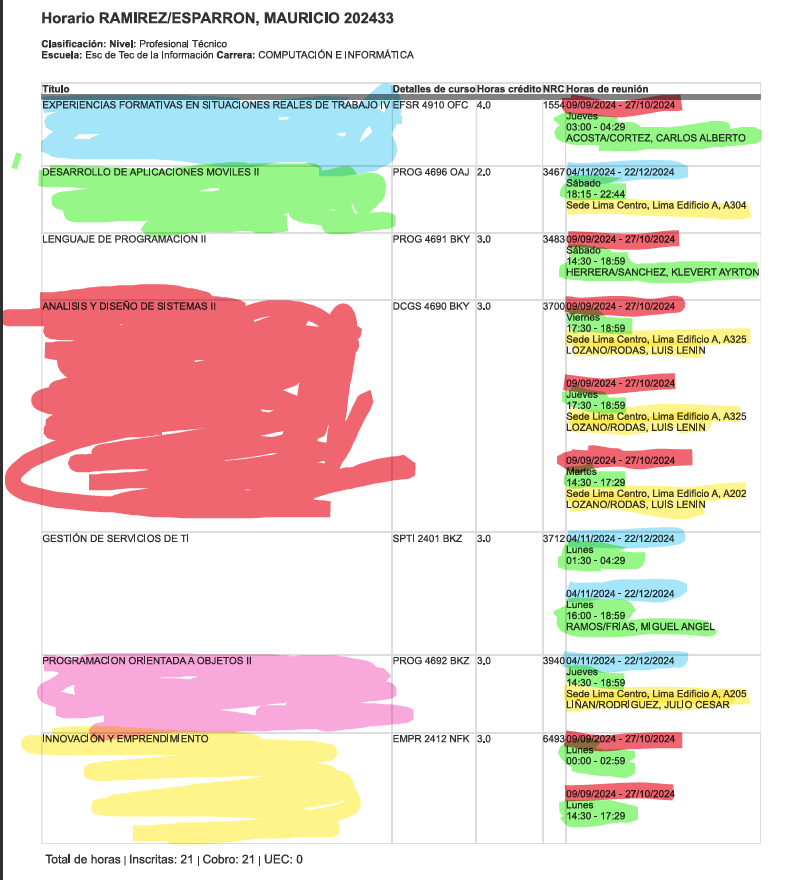 Horario RAMIREZ/ESPARRON, MAURICIO 202433
Clasificación: Nivel: Profesional Técnico
Escuela: Esc de Tec de la Información Carrera: COMPUTACIÓN E INFORMÁTICA
Título Detalles de curso Horas crédito NRC Horas de reunión
EXPERIENCIAS FORMATIVAS EN SITUACIONES REALES DE TRABAJO IV EFSR 4910 OFC 4.0 1554 09/09/2024 - 27/10/2024
Jueves
03:00 - 04:29
ACOSTA/CORTEZ, CARLOS ALBERTO
DESARROLLO DE APLICACIONES MOVILES II PROG 4696 OAJ 2.0 3467 04/11/2024 - 22/12/2024
Sábado
18:15 - 22:44
Sede Lima Centro, Lima Edificio A, A304
LENGUAJE DE PROGRAMACION II PROG 4691 BKY 3.0 3483 09/09/2024 - 27/10/2024
Sábado
14:30 - 18:59
HERRERA/SANCHEZ, KLEVERT AYRTON
ANALISIS Y DISEÑO DE SISTEMAS II DCGS 4690 BKY 3.0 3700 09/09/2024 - 27/10/2024
Viernes
17:30 - 18:59
Sede Lima Centro, Lima Edificio A, A325
LOZANO/RODAS, LUIS LENIN
09/09/2024 - 27/10/2024
Jueves
17:30 - 18:59
Sede Lima Centro, Lima Edificio A, A325
LOZANO/RODAS, LUIS LENIN
09/09/2024 - 27/10/2024
Martes
14:30 - 17:29
Sede Lima Centro, Lima Edificio A, A202
LOZANO/RODAS, LUIS LENIN
GESTIÓN DE SERVICIOS DE TI SPTI 2401 BKZ 3.0 3712 04/11/2024 - 22/12/2024
Lunes
01:30 - 04:29
04/11/2024 - 22/12/2024
Lunes
16:00 - 18:59
RAMOS/FRIAS, MIGUEL ANGEL
PROGRAMACION ORIENTADA A OBJETOS II PROG 4692 BKZ 3.0 3940 04/11/2024 - 22/12/2024
Jueves
14:30 - 18:59
Sede Lima Centro, Lima Edificio A, A205
LIÑAN/RODRÍGUEZ, JULIO CESAR
INNOVACIÓN Y EMPRENDIMIENTO EMPR 2412 NFK 3.0 6493 09/09/2024 - 27/10/2024
Lunes
00:00 - 02:59
09/09/2024 - 27/10/2024
Lunes
14:30 - 17:29
Total de horas | Inscritas: 21 | Cobro: 21 | UEC: 0